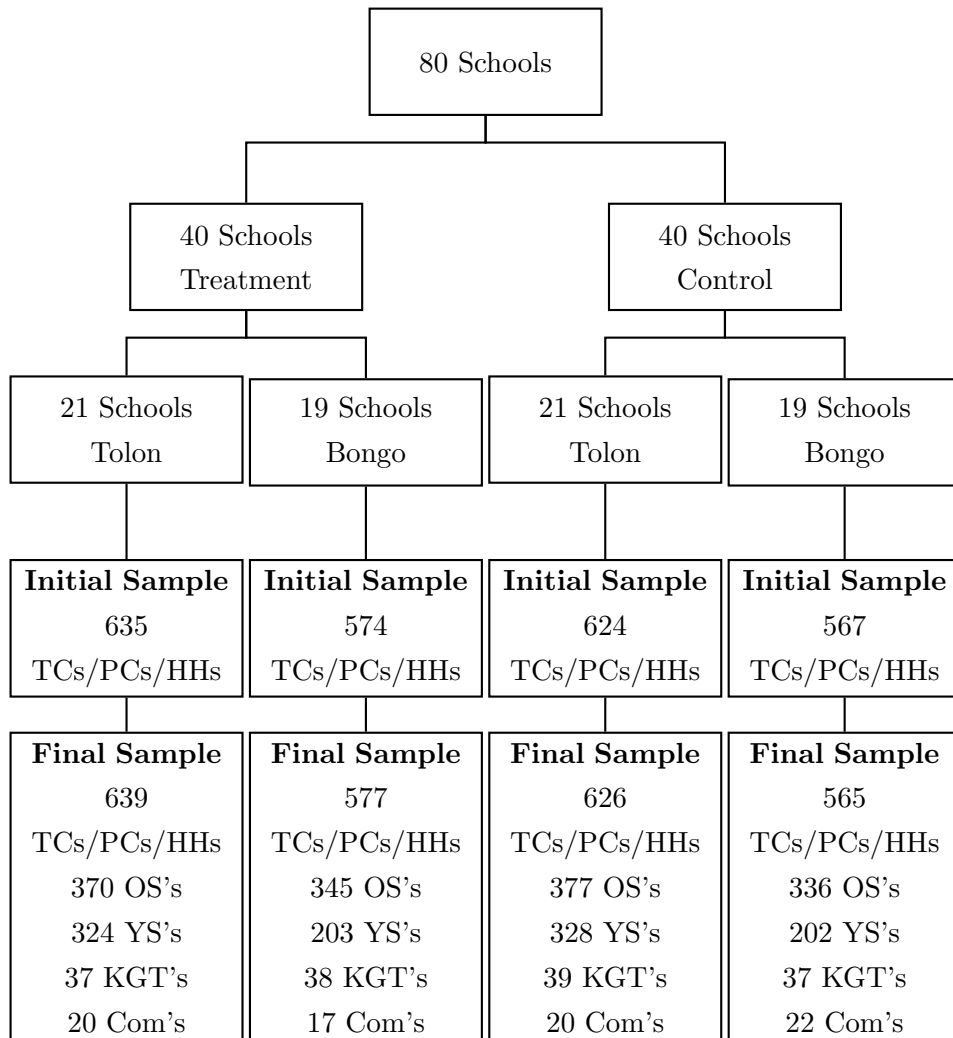 80 Schools
40 Schools
Treatment
40 Schools
Control
21 Schools
Tolon
19 Schools
Bongo
21 Schools
Tolon
19 Schools
Bongo
Initial Sample
635
TCs/PCs/HHs
Initial Sample
574
TCs/PCs/HHs
Initial Sample
624
TCs/PCs/HHs
Initial Sample
567
TCs/PCs/HHs
Final Sample
639
TCs/PCs/HHs
370 OS's
324 YS's
37 KGT's
20 Com's
Final Sample
577
TCs/PCs/HHs
345 OS's
203 YS's
38 KGT's
17 Com's
Final Sample
626
TCs/PCs/HHs
377 OS's
328 YS's
39 KGT's
20 Com's
Final Sample
565
TCs/PCs/HHs
336 OS's
202 YS's
37 KGT's
22 Com's